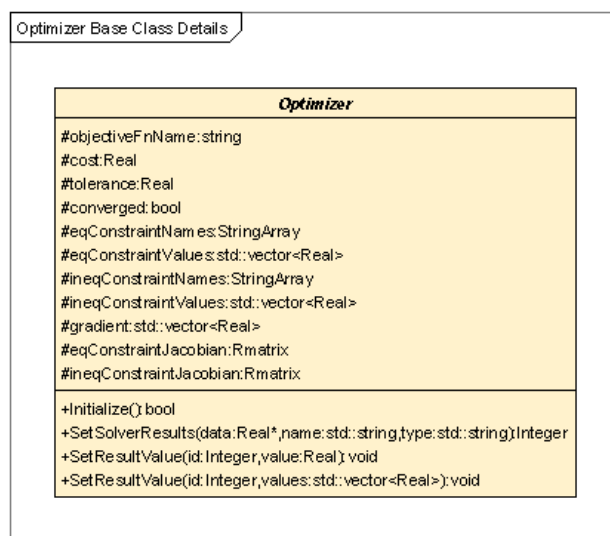 Optimizer Base Class Details
Optimizer
#objectiveFnName:string
#cost:Real
#tolerance:Real
#converged:bool
#eqConstraintNames:StringArray
#eqConstraintValues:std::vector<Real>
#ineqConstraintNames:StringArray
#ineqConstraintValues:std::vector<Real>
#gradient:std::vector<Real>
#eqConstraintJacobian:Rmatrix
#ineqConstraintJacobian:Rmatrix
+Initialize():bool
+SetSolverResults(data:Real*,name:std::string,type:std::string):Integer
+SetResultValue(id:Integer,value:Real):void
+SetResultValue(id:Integer,values:std::vector<Real>):void